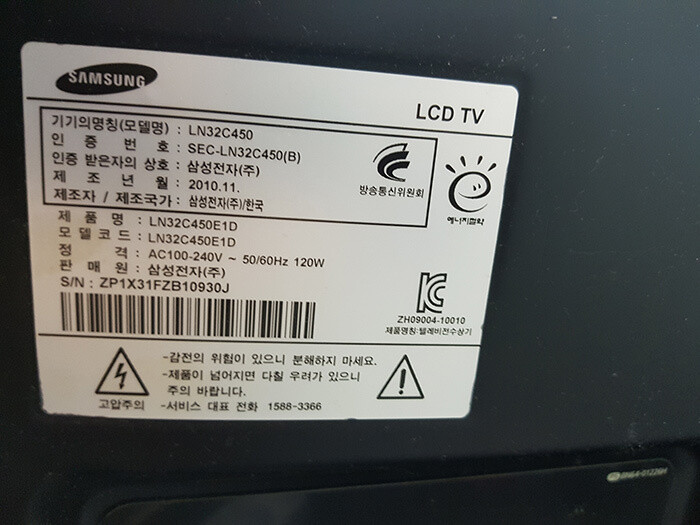 SAMSUNG
LCD TV
기기의명칭(모델명) : LN32C450
인 증 번 호 : SEC-LN32C450(B)
인증 받은자의 상호 : 삼성전자(주)
제 조 년 월 : 2010.11.
제조자 / 제조국가 : 삼성전자(주)/한국
방송통신위원회
에너지절약
제 품 명 : LN32C450E1D
모 델 코 드 : LN32C450E1D
정 격 : AC100-240V ~ 50/60Hz 120W
판 매 원 : 삼성전자(주)
S/N : ZP1X31FZB10930J
ZH09004-10010
제품명칭:텔레비전수상기
-감전의 위험이 있으니 분해하지 마세요.
-제품이 넘어지면 다칠 우려가 있으니
주의 바랍니다.
고압주의 -서비스 대표 전화 1588-3366